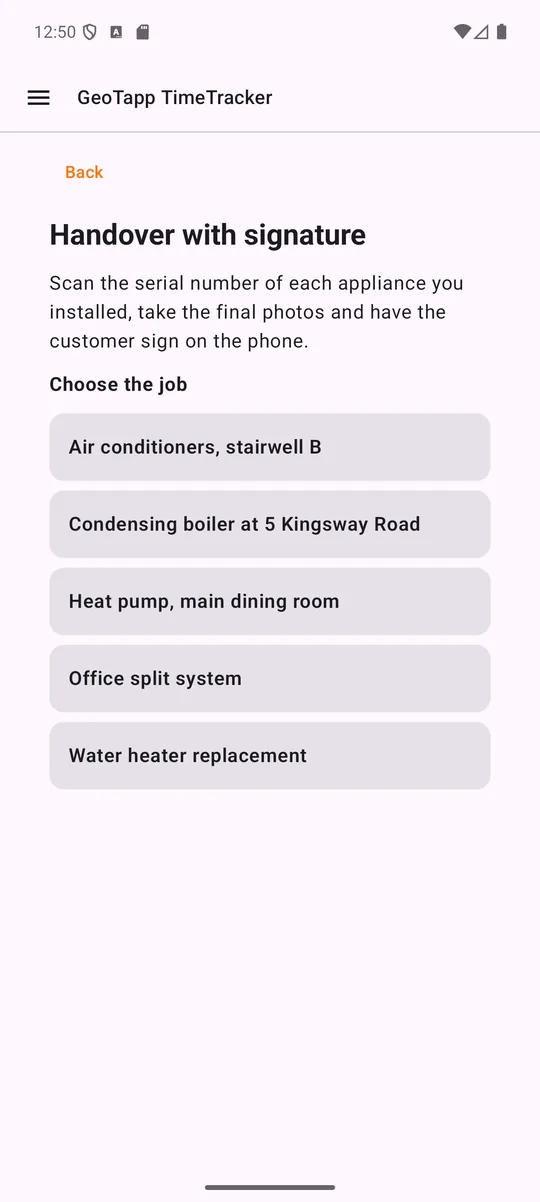 12:50
GeoTapp TimeTracker
Back
Handover with signature
Scan the serial number of each appliance you
installed, take the final photos and have the
customer sign on the phone.
Choose the job
Air conditioners, stairwell B
Condensing boiler at 5 Kingsway Road
Heat pump, main dining room
Office split system
Water heater replacement